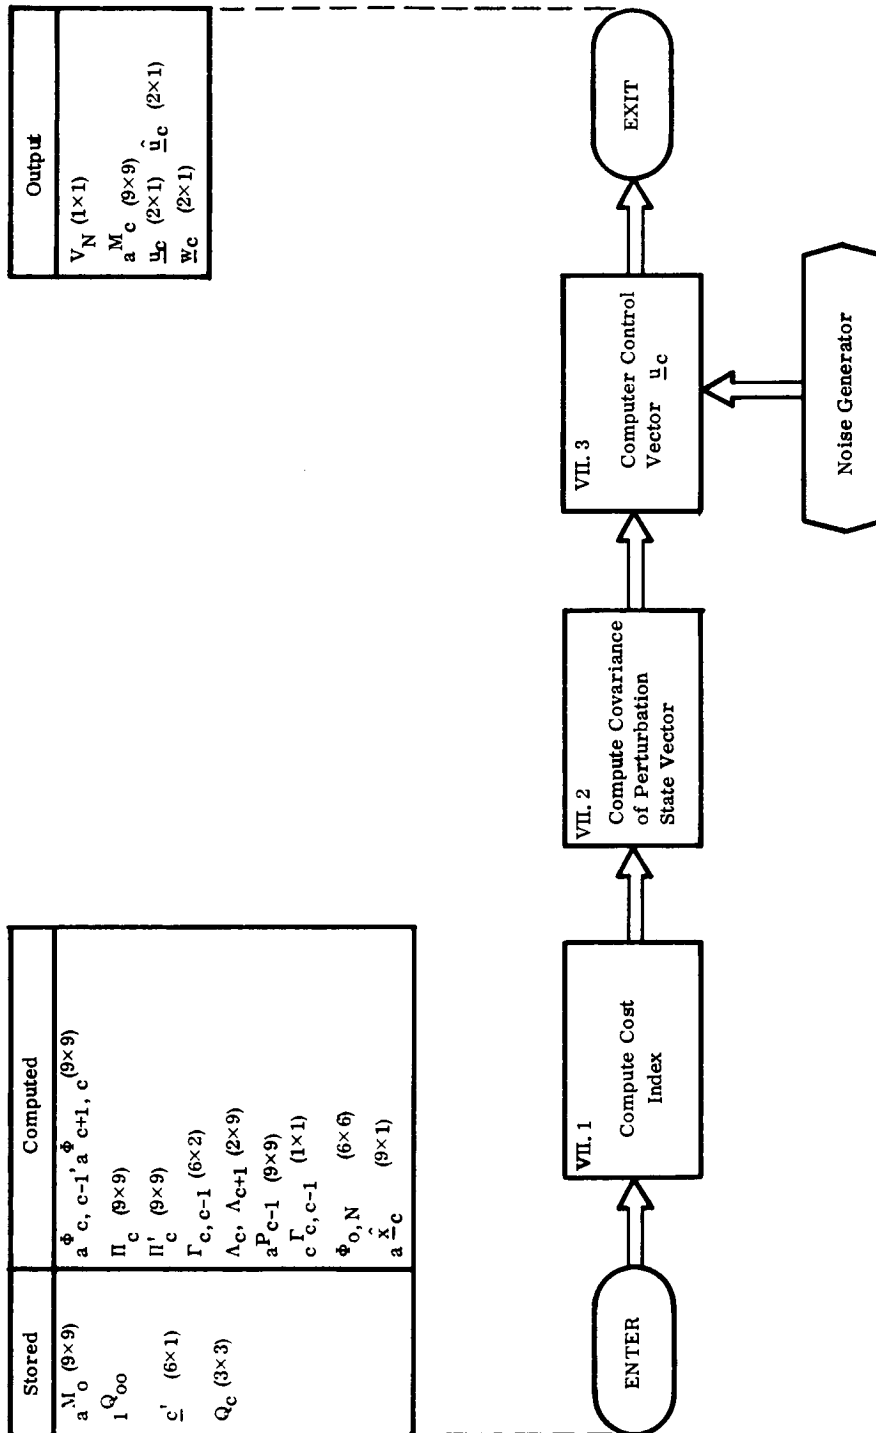 Stored
Computed
aMo (9×9)
1Qoo
c' (6×1)
Qc (3×3)
aΦc, c-1' aΦc+1, c (9×9)
Πc (9×9)
Π'c (9×9)
Γc, c-1 (6×2)
Λc, Λc+1 (2×9)
aPc-1 (9×9)
cΓc, c-1 (1×1)
Φo, N (6×6)
ax̂c (9×1)
Output
VN (1×1)
aMc (9×9)
uc (2×1) ûc (2×1)
wc (2×1)
ENTER
VII. 1
Compute Cost
Index
VII. 2
Compute Covariance
of Perturbation
State Vector
VII. 3
Computer Control
Vector uc
EXIT
Noise Generator